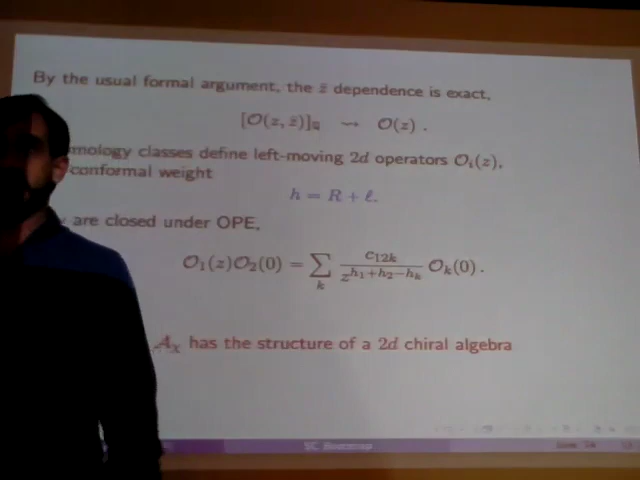 By the usual formal argument, the z̄ dependence is exact,
[O(z, z̄)]_Q ⇝ O(z) .
mology classes define left-moving 2d operators O_i(z),
conformal weight
h = R + ℓ.
are closed under OPE,
O_1(z)O_2(0) = ∑_k c_{12k} / z^{h_1+h_2−h_k} O_k(0) .
A_χ has the structure of a 2d chiral algebra
SC Bootstrap